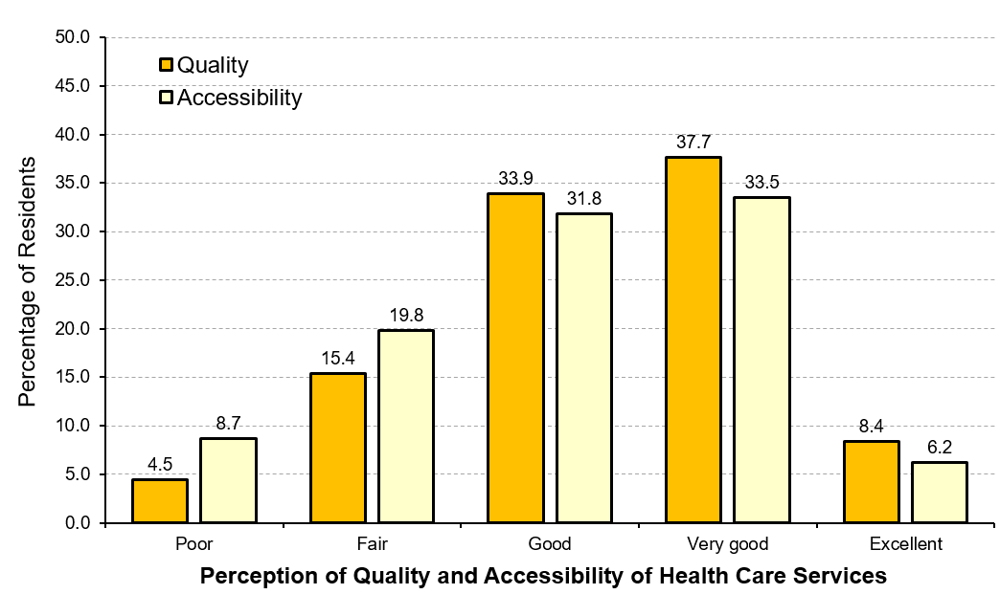 50.0
45.0
40.0
35.0
30.0
25.0
20.0
15.0
10.0
5.0
0.0
Percentage of Residents
Quality
Accessibility
4.5
8.7
15.4
19.8
33.9
31.8
37.7
33.5
8.4
6.2
Poor
Fair
Good
Very good
Excellent
Perception of Quality and Accessibility of Health Care Services